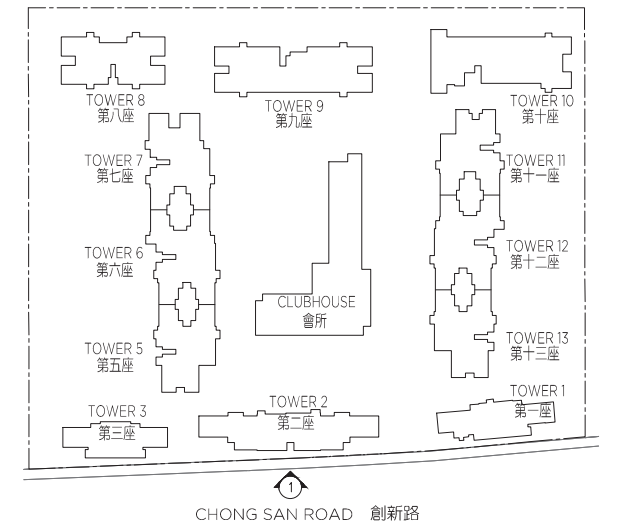 TOWER 8
第八座
TOWER 9
第九座
TOWER 10
第十座
TOWER 7
第七座
TOWER 11
第十一座
TOWER 6
第六座
TOWER 12
第十二座
CLUBHOUSE
會所
TOWER 5
第五座
TOWER 13
第十三座
TOWER 3
第三座
TOWER 2
第二座
TOWER 1
第一座
1
CHONG SAN ROAD 創新路